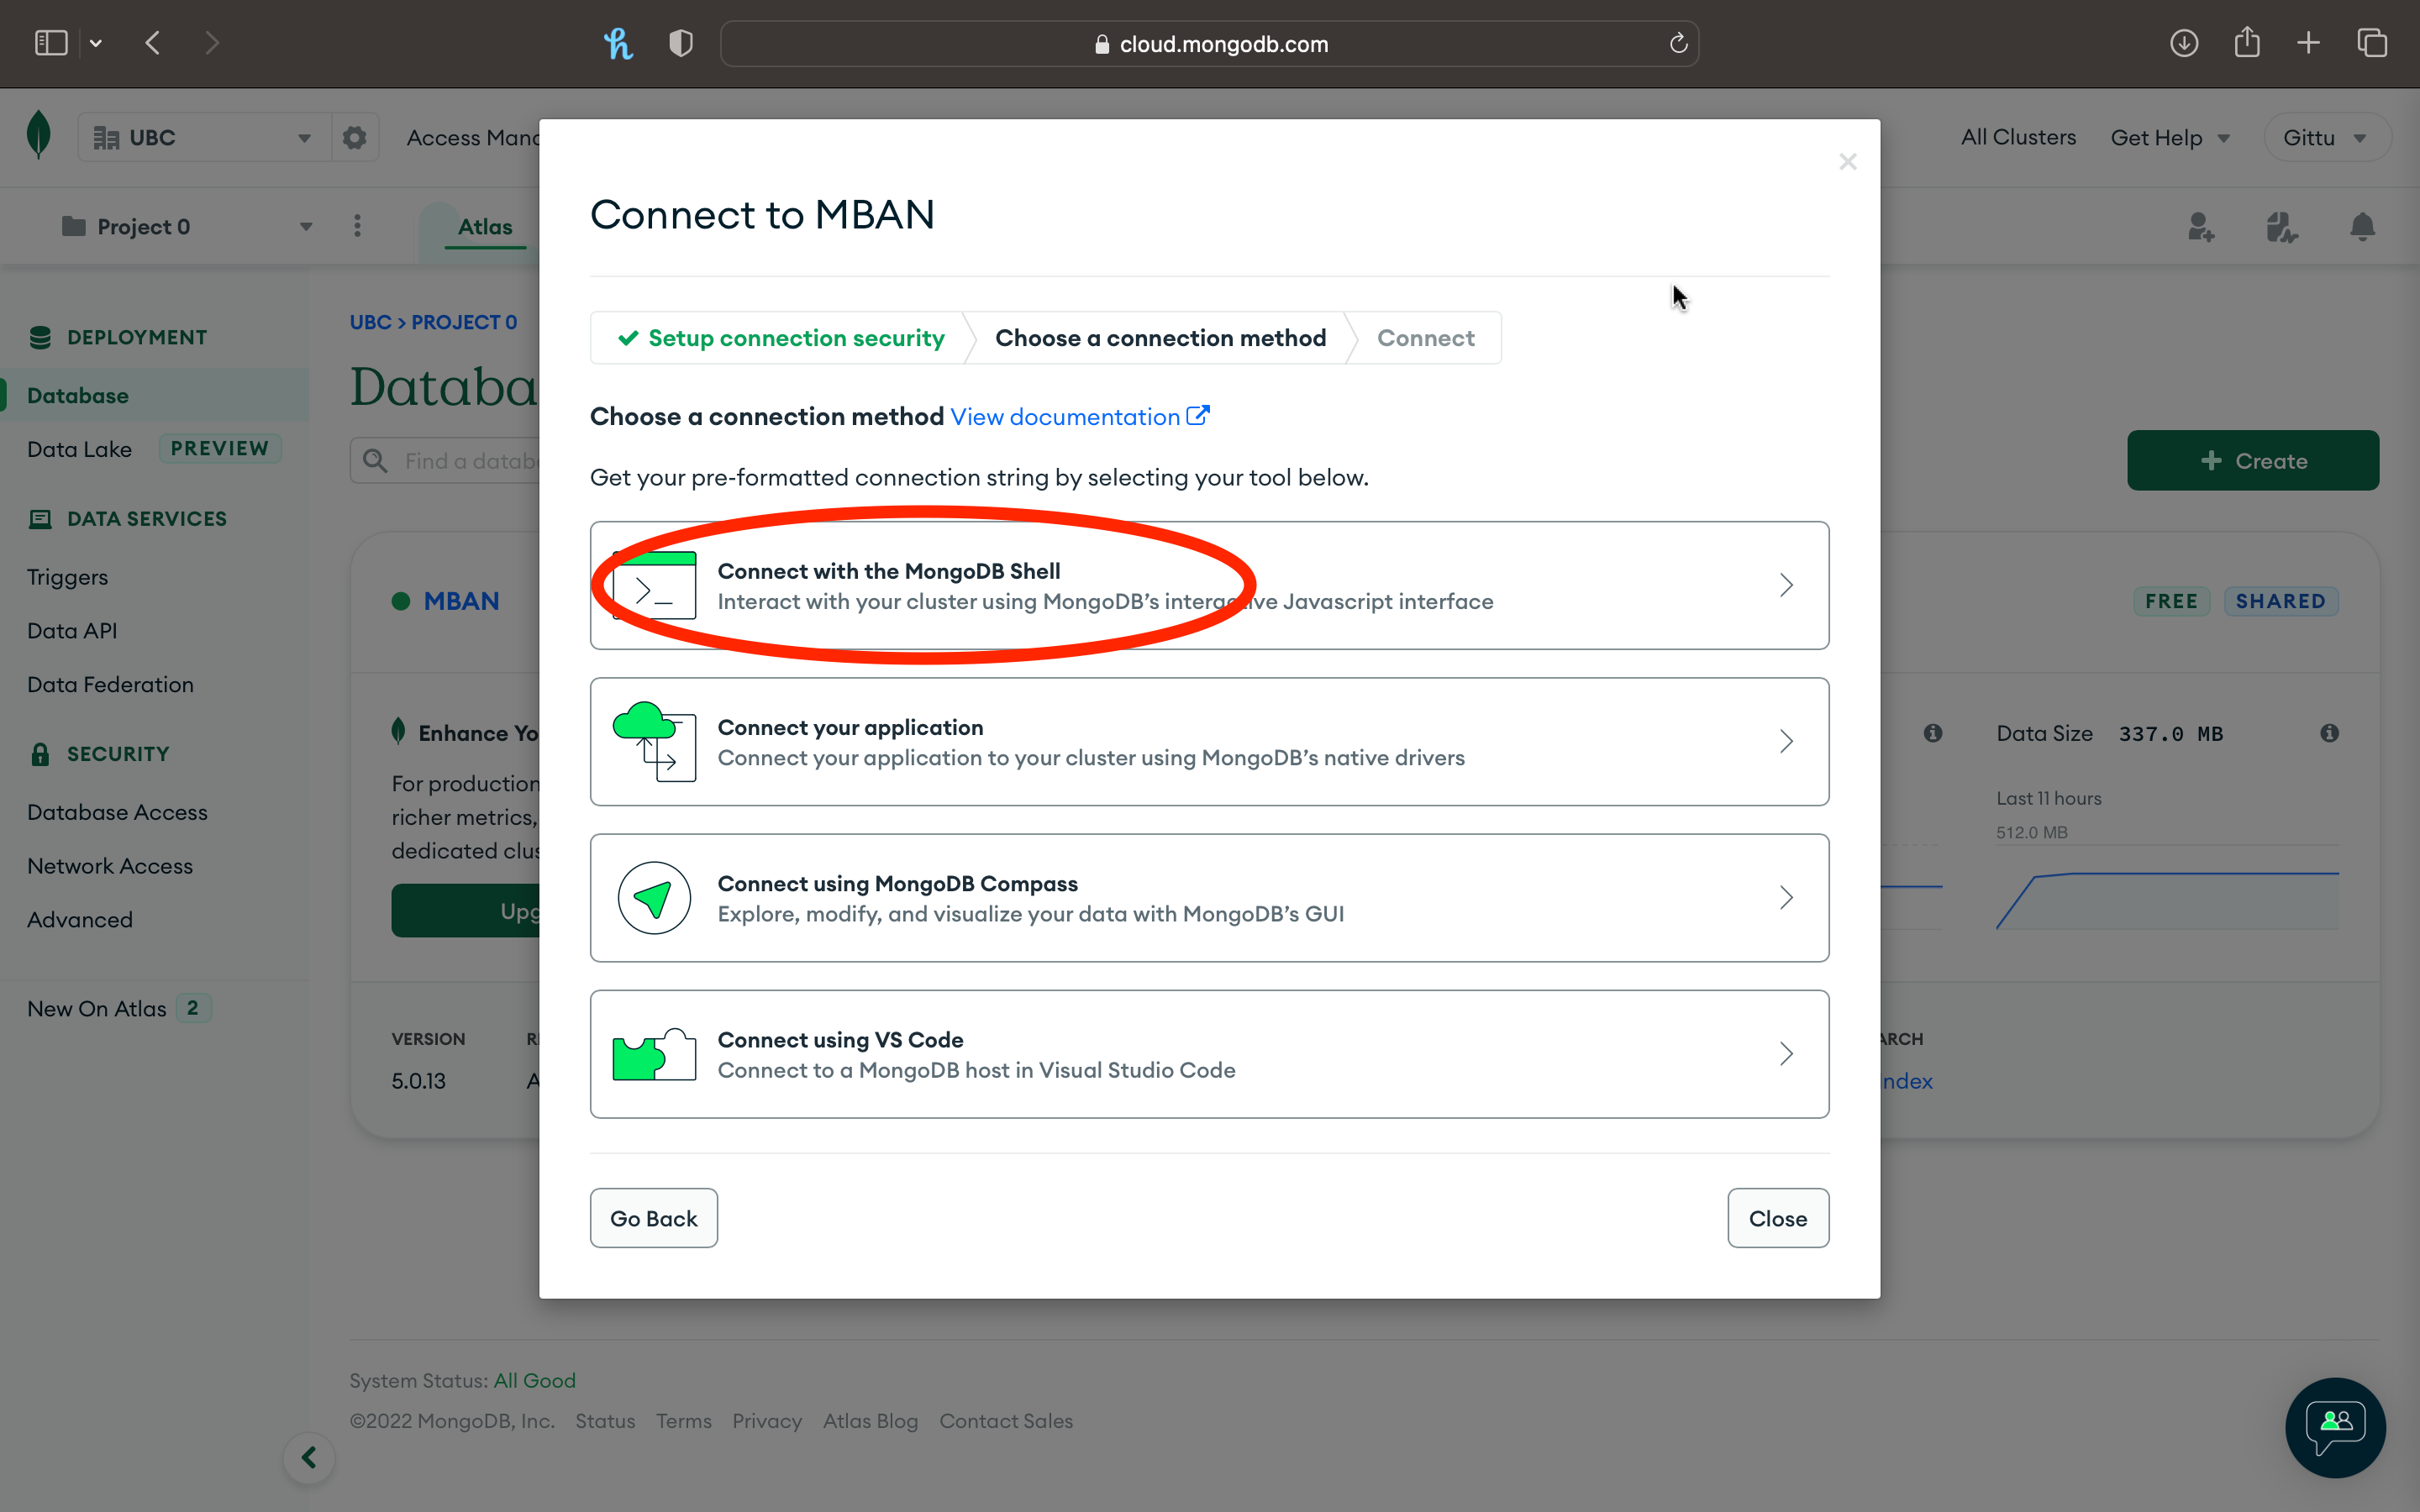 cloud.mongodb.com
UBC
Access Mana
All Clusters
Get Help
Gittu
Project 0
Atlas
Connect to MBAN
Setup connection security
Choose a connection method
Connect
Choose a connection method View documentation
Get your pre-formatted connection string by selecting your tool below.
Connect with the MongoDB Shell
Interact with your cluster using MongoDB's interactive Javascript interface
Connect your application
Connect your application to your cluster using MongoDB's native drivers
Connect using MongoDB Compass
Explore, modify, and visualize your data with MongoDB's GUI
Connect using VS Code
Connect to a MongoDB host in Visual Studio Code
Go Back
Close
DEPLOYMENT
Database
Data Lake PREVIEW
DATA SERVICES
Triggers
Data API
Data Federation
SECURITY
Database Access
Network Access
Advanced
New On Atlas 2
UBC > PROJECT 0
Databa
Find a databa
Create
MBAN
FREE SHARED
Enhance Yo
For production
richer metrics,
dedicated clus
Upg
Data Size 337.0 MB
Last 11 hours
512.0 MB
VERSION
5.0.13
R
A
ARCH
Index
System Status: All Good
©2022 MongoDB, Inc. Status Terms Privacy Atlas Blog Contact Sales